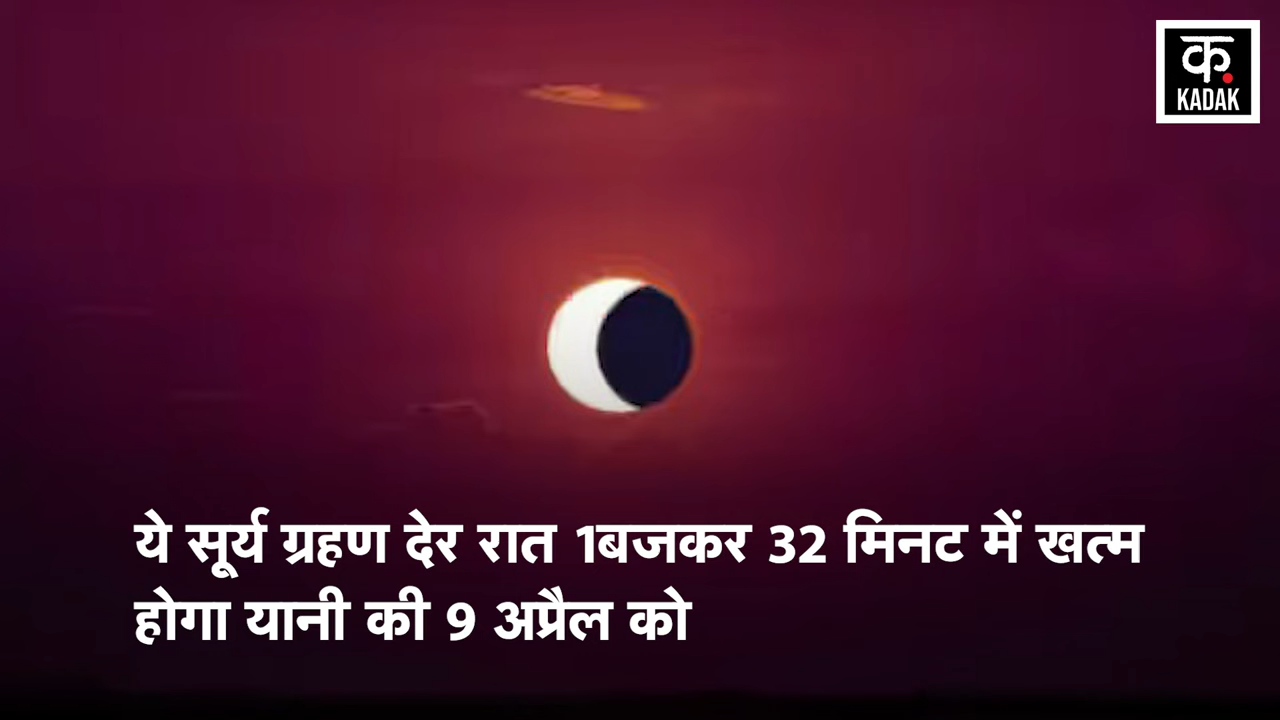 क
KADAK
ये सूर्य ग्रहण देर रात 1बजकर 32 मिनट में खत्म
होगा यानी की 9 अप्रैल को